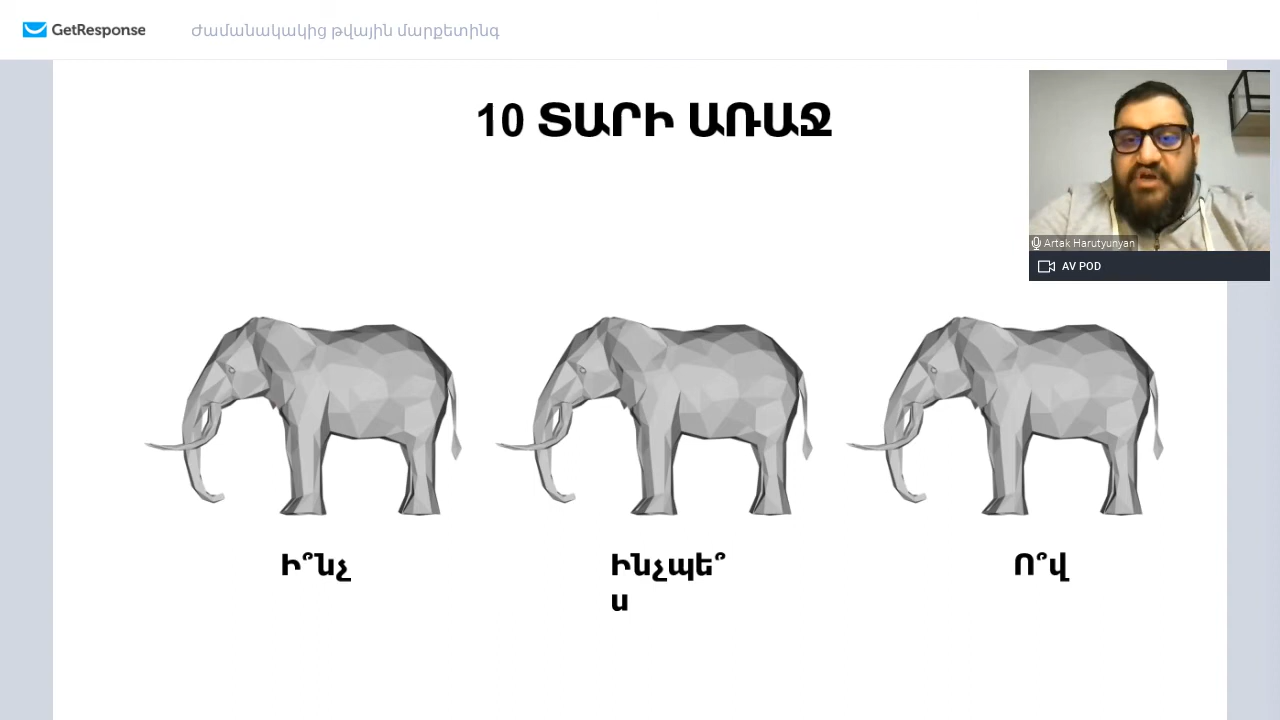 GetResponse
Ժամանակակից թվային մարքետինգ
10 ՏԱՐԻ ԱՌԱՋ
Artak Harutyunyan
AV POD
Ի՞նչ
Ինչպե՞
ս
Ո՞վ